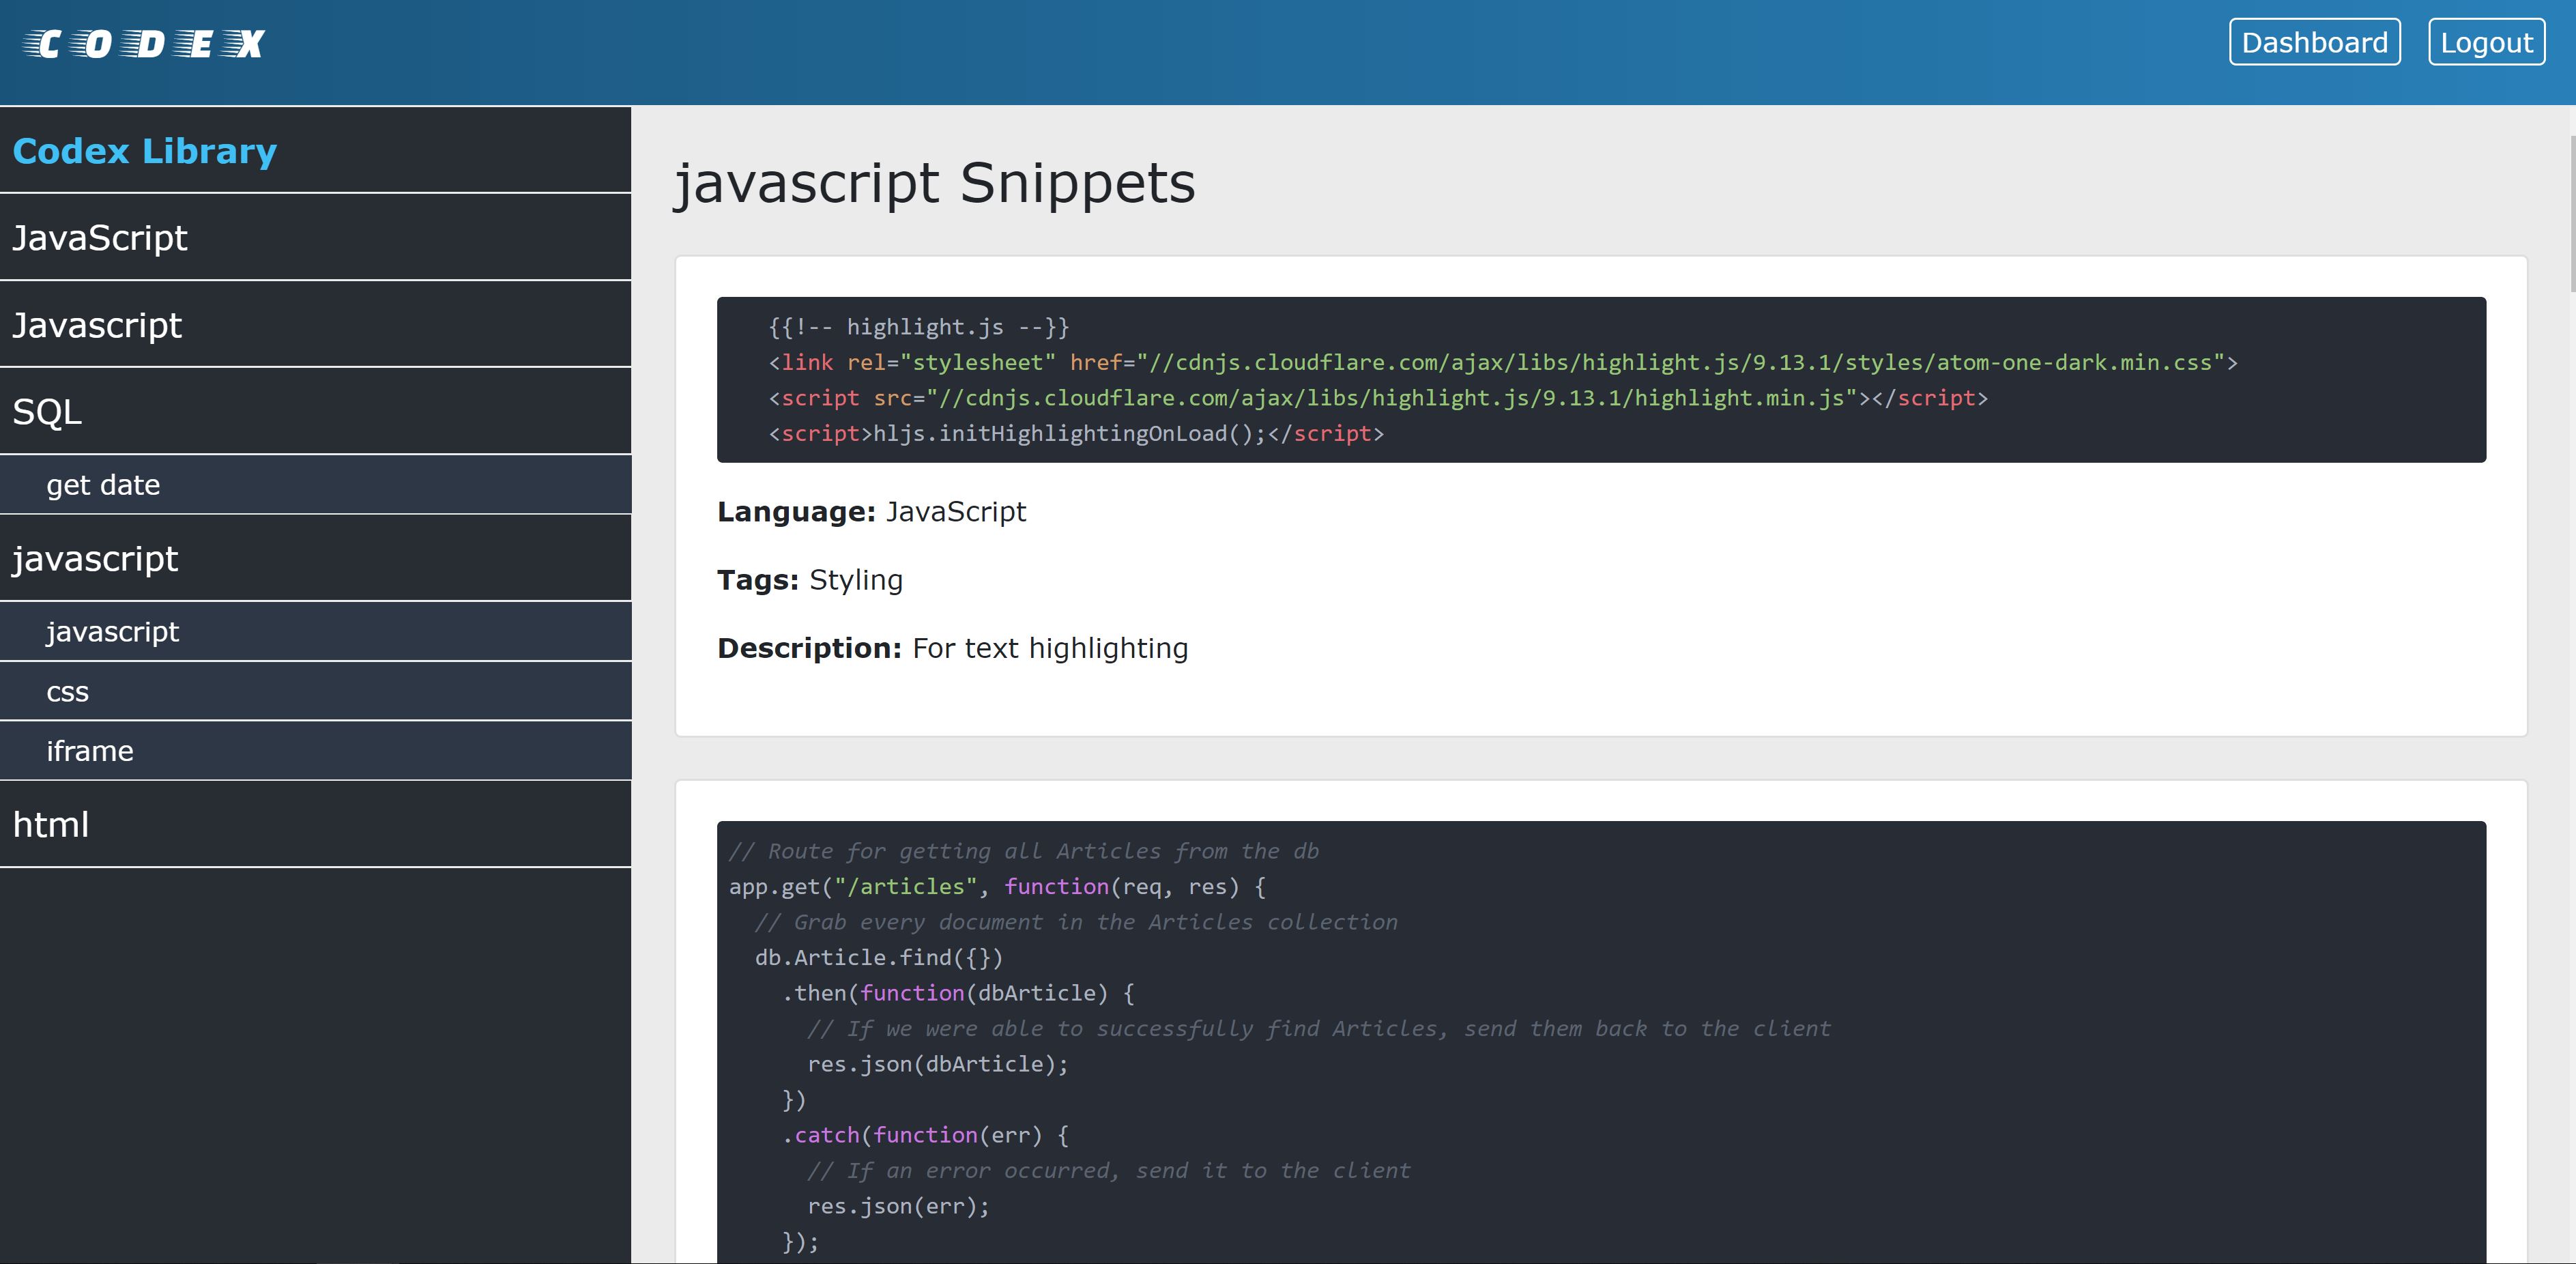 CODEX
Dashboard
Logout
Codex Library
JavaScript
Javascript
SQL
get date
javascript
javascript
css
iframe
html
javascript Snippets
{{!-- highlight.js --}}
<link rel="stylesheet" href="//cdnjs.cloudflare.com/ajax/libs/highlight.js/9.13.1/styles/atom-one-dark.min.css">
<script src="//cdnjs.cloudflare.com/ajax/libs/highlight.js/9.13.1/highlight.min.js"></script>
<script>hljs.initHighlightingOnLoad();</script>
Language: JavaScript
Tags: Styling
Description: For text highlighting
// Route for getting all Articles from the db
app.get("/articles", function(req, res) {
  // Grab every document in the Articles collection
  db.Article.find({})
    .then(function(dbArticle) {
      // If we were able to successfully find Articles, send them back to the client
      res.json(dbArticle);
    })
    .catch(function(err) {
      // If an error occurred, send it to the client
      res.json(err);
    });